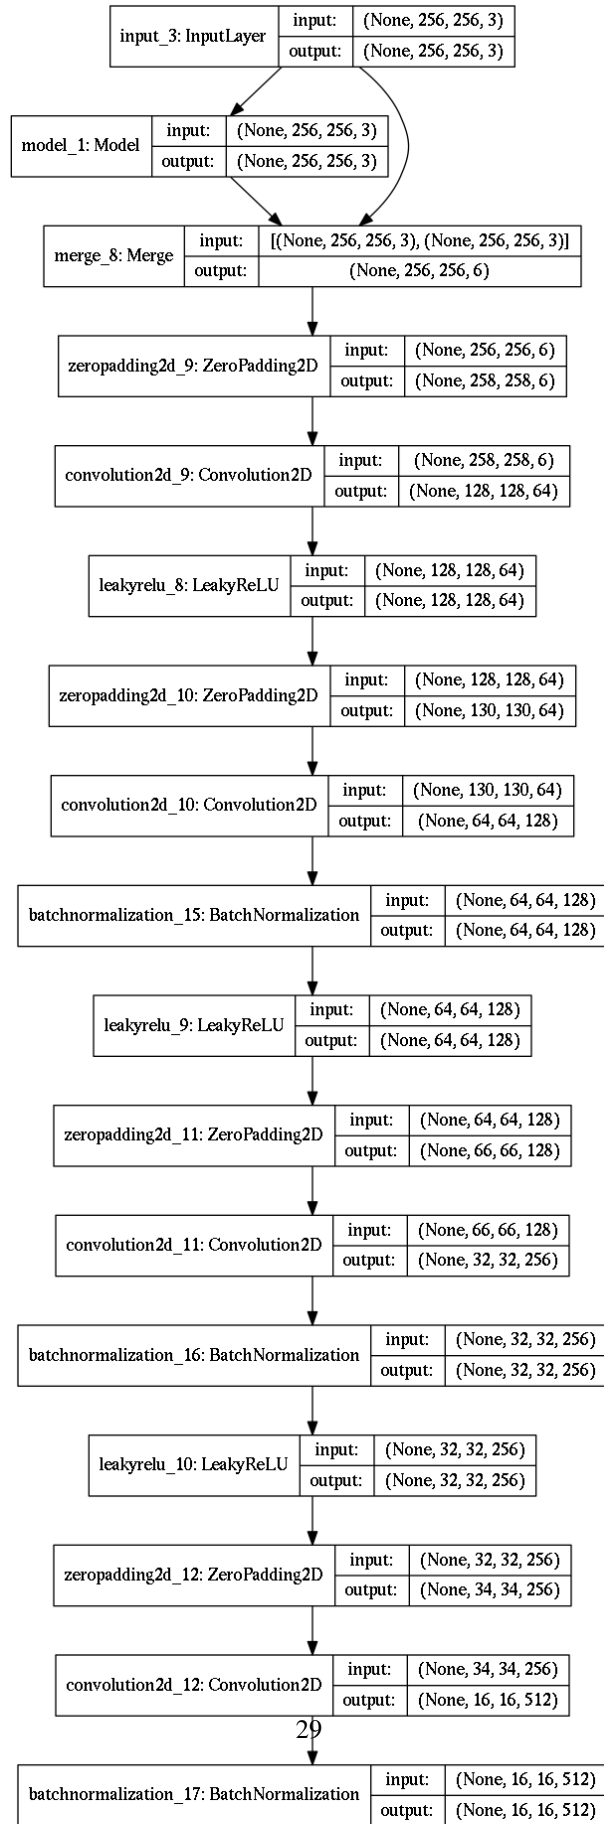 input_3: InputLayer
input: (None, 256, 256, 3)
output: (None, 256, 256, 3)
model_1: Model
input: (None, 256, 256, 3)
output: (None, 256, 256, 3)
merge_8: Merge
input: [(None, 256, 256, 3), (None, 256, 256, 3)]
output: (None, 256, 256, 6)
zeropadding2d_9: ZeroPadding2D
input: (None, 256, 256, 6)
output: (None, 258, 258, 6)
convolution2d_9: Convolution2D
input: (None, 258, 258, 6)
output: (None, 128, 128, 64)
leakyrelu_8: LeakyReLU
input: (None, 128, 128, 64)
output: (None, 128, 128, 64)
zeropadding2d_10: ZeroPadding2D
input: (None, 128, 128, 64)
output: (None, 130, 130, 64)
convolution2d_10: Convolution2D
input: (None, 130, 130, 64)
output: (None, 64, 64, 128)
batchnormalization_15: BatchNormalization
input: (None, 64, 64, 128)
output: (None, 64, 64, 128)
leakyrelu_9: LeakyReLU
input: (None, 64, 64, 128)
output: (None, 64, 64, 128)
zeropadding2d_11: ZeroPadding2D
input: (None, 64, 64, 128)
output: (None, 66, 66, 128)
convolution2d_11: Convolution2D
input: (None, 66, 66, 128)
output: (None, 32, 32, 256)
batchnormalization_16: BatchNormalization
input: (None, 32, 32, 256)
output: (None, 32, 32, 256)
leakyrelu_10: LeakyReLU
input: (None, 32, 32, 256)
output: (None, 32, 32, 256)
zeropadding2d_12: ZeroPadding2D
input: (None, 32, 32, 256)
output: (None, 34, 34, 256)
convolution2d_12: Convolution2D
input: (None, 34, 34, 256)
output: (None, 16, 16, 512)
29
batchnormalization_17: BatchNormalization
input: (None, 16, 16, 512)
output: (None, 16, 16, 512)